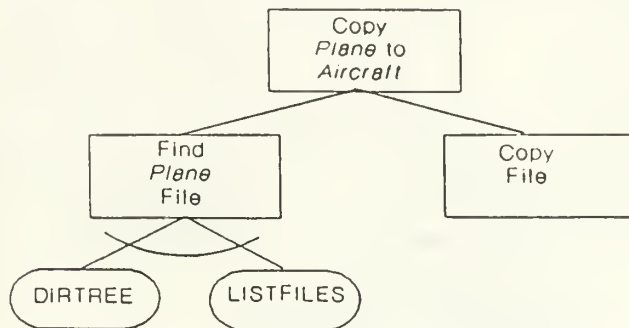 Copy
Plane to
Aircraft
Find
Plane
File
Copy
File
DIRTREE
LISTFILES